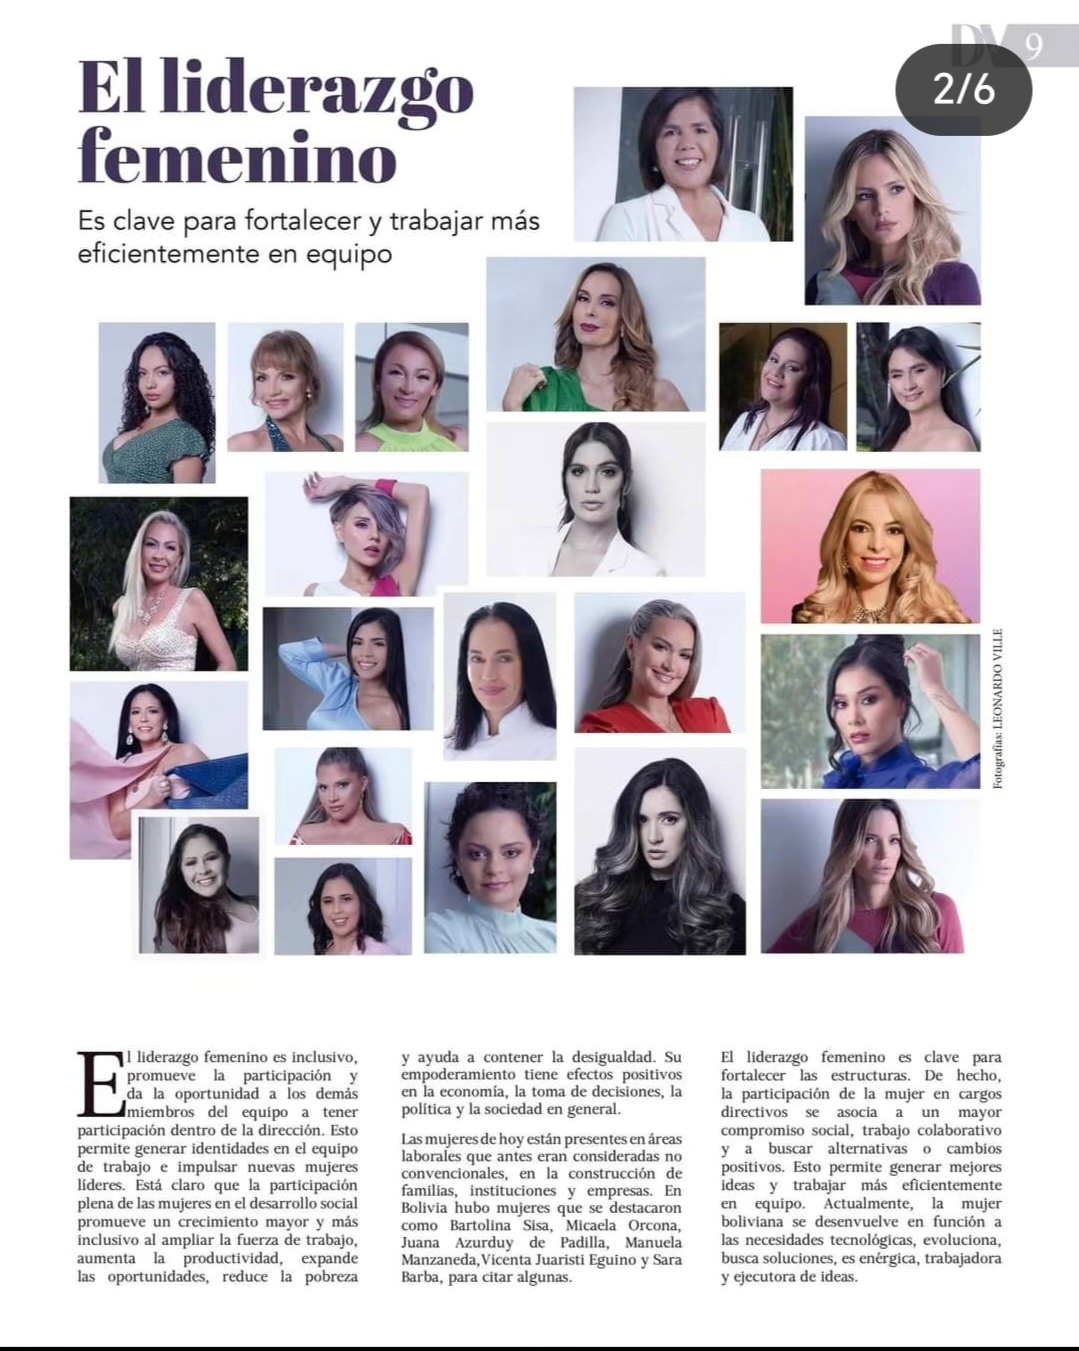 DV 9
2/6
El liderazgo
femenino
Es clave para fortalecer y trabajar más
eficientemente en equipo
Fotografías: LEONARDO VILLE
El liderazgo femenino es inclusivo,
promueve la participación y
da la oportunidad a los demás
miembros del equipo a tener
participación dentro de la dirección. Esto
permite generar identidades en el equipo
de trabajo e impulsar nuevas mujeres
líderes. Está claro que la participación
plena de las mujeres en el desarrollo social
promueve un crecimiento mayor y más
inclusivo al ampliar la fuerza de trabajo,
aumenta la productividad, expande
las oportunidades, reduce la pobreza
y ayuda a contener la desigualdad. Su
empoderamiento tiene efectos positivos
en la economía, la toma de decisiones, la
política y la sociedad en general.
Las mujeres de hoy están presentes en áreas
laborales que antes eran consideradas no
convencionales, en la construcción de
familias, instituciones y empresas. En
Bolivia hubo mujeres que se destacaron
como Bartolina Sisa, Micaela Orcona,
Juana Azurduy de Padilla, Manuela
Manzaneda,Vicenta Juaristi Eguino y Sara
Barba, para citar algunas.
El liderazgo femenino es clave para
fortalecer las estructuras. De hecho,
la participación de la mujer en cargos
directivos se asocia a un mayor
compromiso social, trabajo colaborativo
y a buscar alternativas o cambios
positivos. Esto permite generar mejores
ideas y trabajar más eficientemente
en equipo. Actualmente, la mujer
boliviana se desenvuelve en función a
las necesidades tecnológicas, evoluciona,
busca soluciones, es enérgica, trabajadora
y ejecutora de ideas.